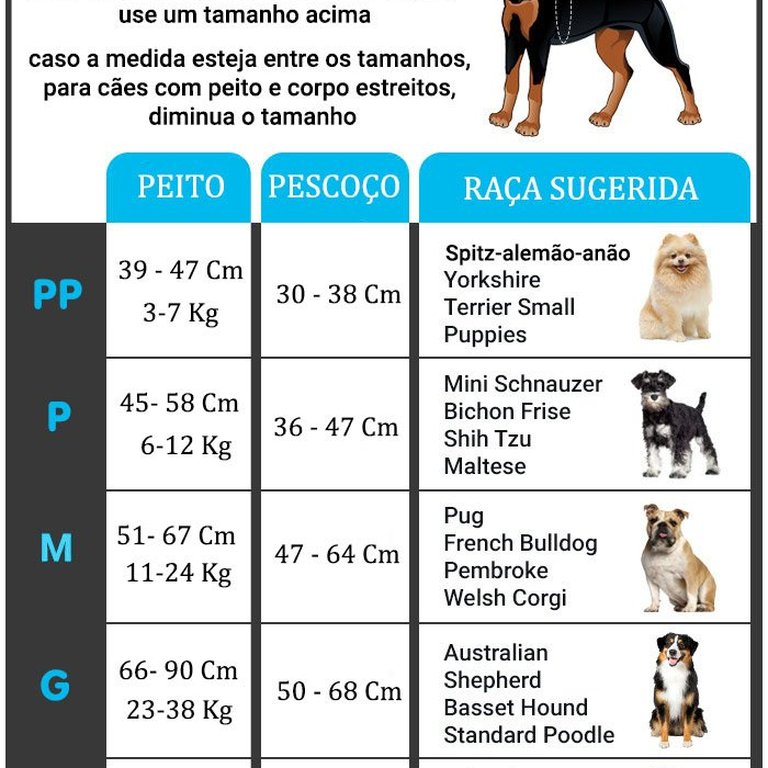 use um tamanho acima
caso a medida esteja entre os tamanhos,
para cães com peito e corpo estreitos,
diminua o tamanho
PEITO PESCOÇO RAÇA SUGERIDA
PP
39 - 47 Cm
3-7 Kg
30 - 38 Cm
Spitz-alemão-anão
Yorkshire
Terrier Small
Puppies
P
45- 58 Cm
6-12 Kg
36 - 47 Cm
Mini Schnauzer
Bichon Frise
Shih Tzu
Maltese
M
51- 67 Cm
11-24 Kg
47 - 64 Cm
Pug
French Bulldog
Pembroke
Welsh Corgi
G
66- 90 Cm
23-38 Kg
50 - 68 Cm
Australian
Shepherd
Basset Hound
Standard Poodle